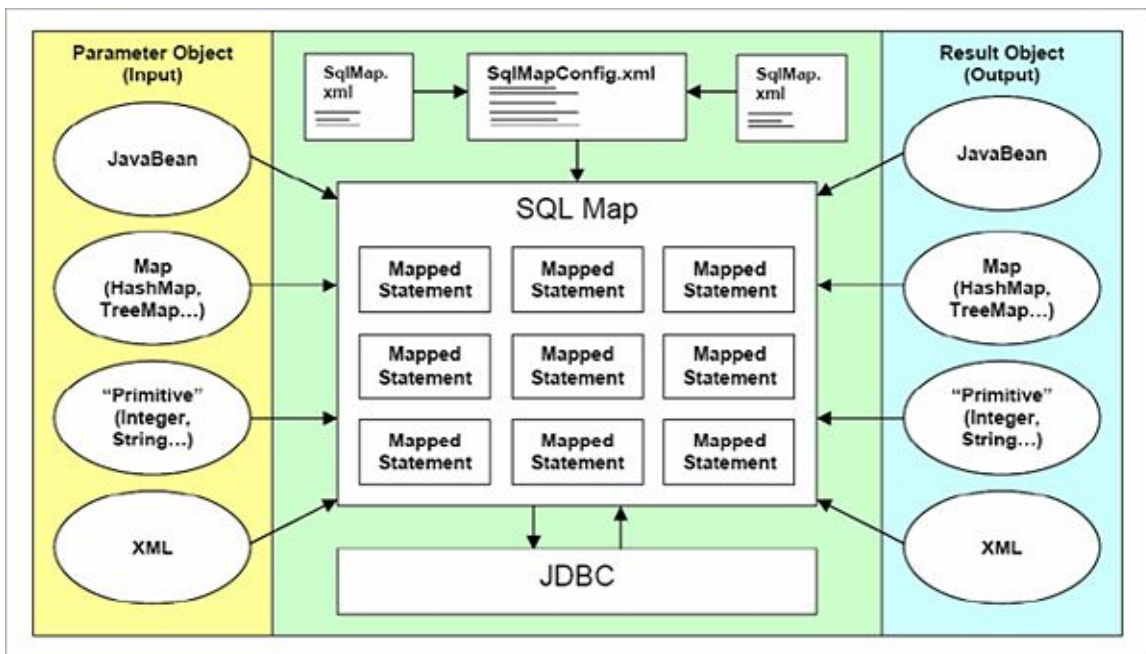 Parameter Object
(Input)
JavaBean
Map
(HashMap,
TreeMap...)
“Primitive”
(Integer,
String...)
XML
SqlMap.
xml
SqlMapConfig.xml
SqlMap.
xml
SQL Map
Mapped
Statement
Mapped
Statement
Mapped
Statement
Mapped
Statement
Mapped
Statement
Mapped
Statement
Mapped
Statement
Mapped
Statement
Mapped
Statement
JDBC
Result Object
(Output)
JavaBean
Map
(HashMap,
TreeMap...)
“Primitive”
(Integer,
String...)
XML